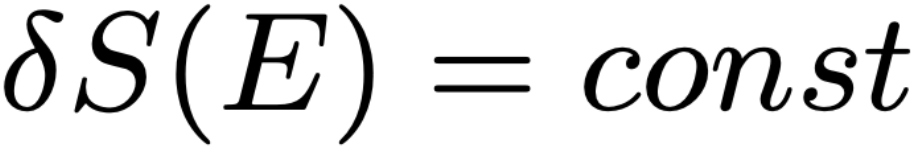 δS(E) = const